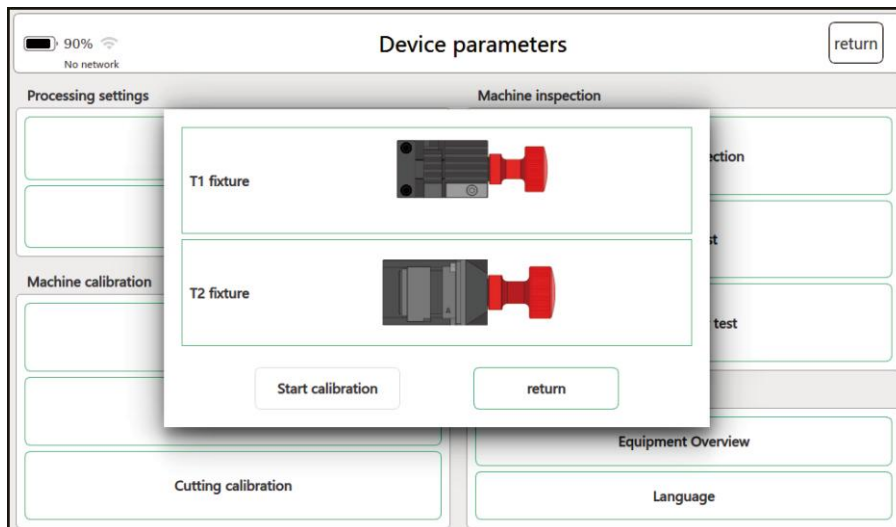 90%
No network
Device parameters
return
Processing settings
Machine inspection
T1 fixture
T2 fixture
Machine calibration
test
Start calibration
return
Equipment Overview
Cutting calibration
Language